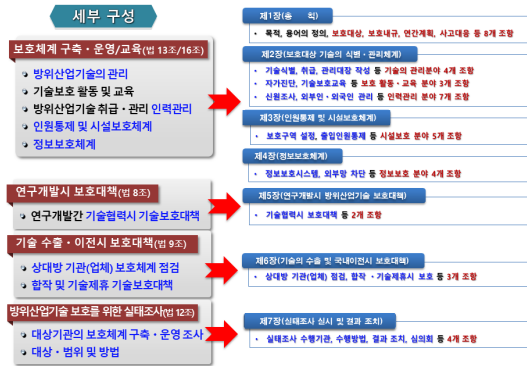 세부 구성
보호체계 구축・운영/교육(법 13조/16조)
방위산업기술의 관리
기술보호 활동 및 교육
방위산업기술 취급・관리 인력관리
인원통제 및 시설보호체계
정보보호체계
연구개발시 보호대책(법 8조)
연구개발간 기술협력시 기술보호대책
기술 수출・이전시 보호대책(법 9조)
상대방 기관(업체) 보호체계 점검
합작 및 기술제휴 기술보호대책
방위산업기술 보호를 위한 실태조사(법 12조)
대상기관의 보호체계 구축・운영 조사
대상・범위 및 방법
제1장(총 칙)
목적, 용어의 정의, 보호대상, 보호내규, 연간계획, 사고대응 등 8개 조항
제2장(보호대상 기술의 식별・관리체계)
기술식별, 취급, 관리대장 작성 등 기술의 관리분야 4개 조항
자가진단, 기술보호교육 등 보호 활동・교육 분야 3개 조항
신원조사, 외부인・외국인 관리 등 인력관리 분야 7개 조항
제3장(인원통제 및 시설보호체계)
보호구역 설정, 출입인원통제 등 시설보호 분야 5개 조항
제4장(정보보호체계)
정보보호시스템, 외부망 차단 등 정보보호 분야 4개 조항
제5장(연구개발시 방위산업기술 보호대책)
기술협력시 보호대책 등 2개 조항
제6장(기술의 수출 및 국내이전시 보호대책)
상대방 기관(업체) 점검, 합작 ・기술제휴시 보호 등 3개 조항
제7장(실태조사 실시 및 결과 조치)
실태조사 수행기관, 수행방법, 결과 조치, 심의회 등 4개 조항